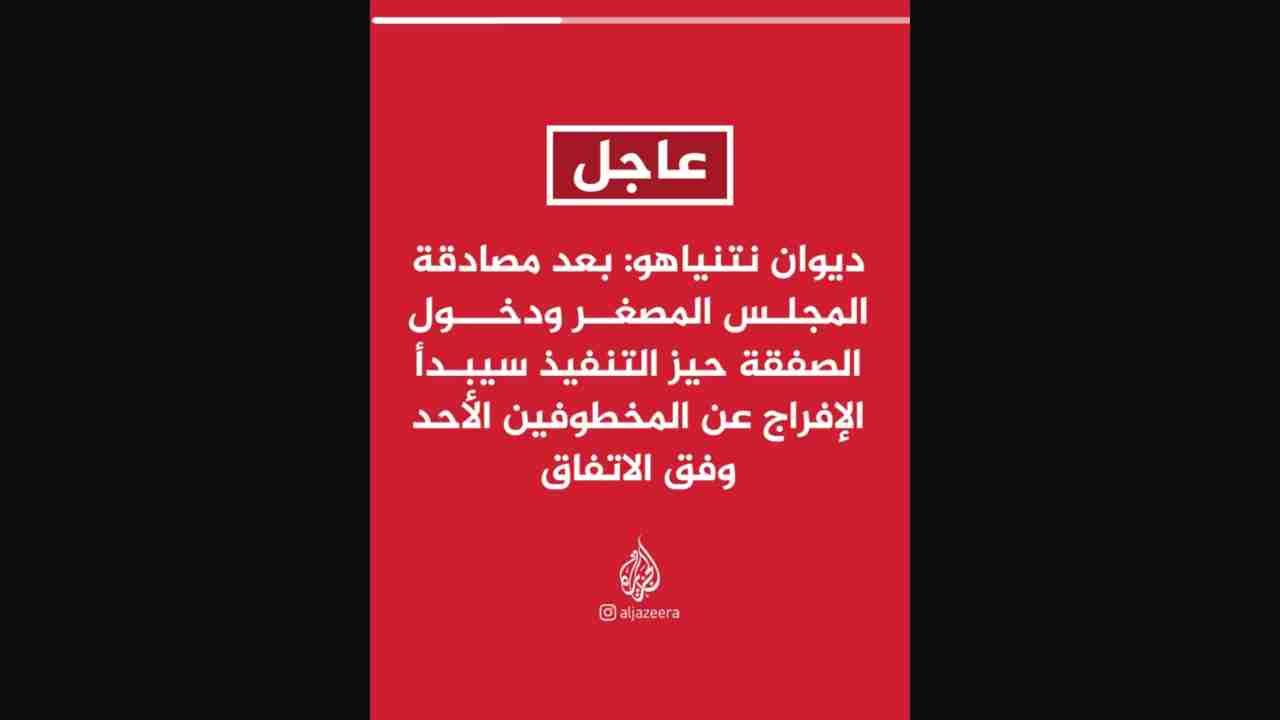 عاجل
ديوان نتنياهو: بعد مصادقة
المجلس المصغر ودخول
الصفقة حيز التنفيذ سيبدأ
الإفراج عن المخطوفين الأحد
وفق الاتفاق
الجزيرة
aljazeera